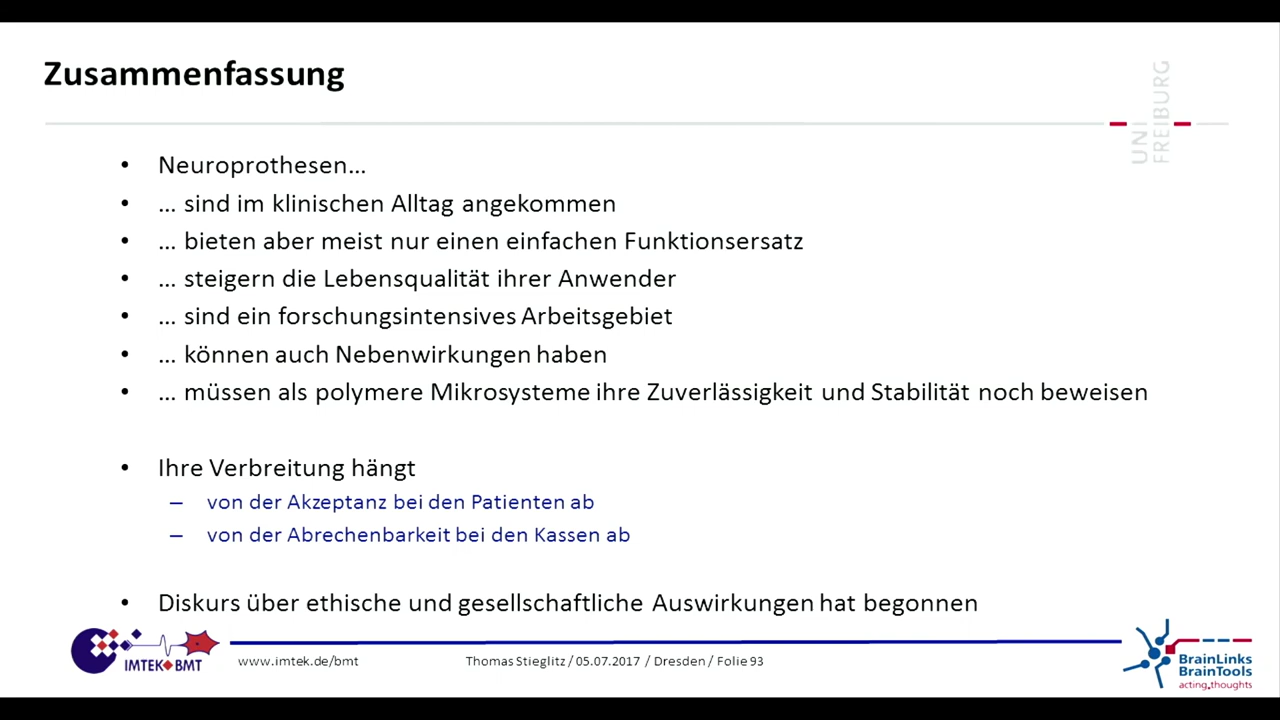 Zusammenfassung
UNI
FREIBURG
• Neuroprothesen...
• ... sind im klinischen Alltag angekommen
• ... bieten aber meist nur einen einfachen Funktionsersatz
• ... steigern die Lebensqualität ihrer Anwender
• ... sind ein forschungsintensives Arbeitsgebiet
• ... können auch Nebenwirkungen haben
• ... müssen als polymere Mikrosysteme ihre Zuverlässigkeit und Stabilität noch beweisen
• Ihre Verbreitung hängt
– von der Akzeptanz bei den Patienten ab
– von der Abrechenbarkeit bei den Kassen ab
• Diskurs über ethische und gesellschaftliche Auswirkungen hat begonnen
IMTEK BMT
www.imtek.de/bmt
Thomas Stieglitz / 05.07.2017 / Dresden / Folie 93
BrainLinks
BrainTools
acting.thoughts